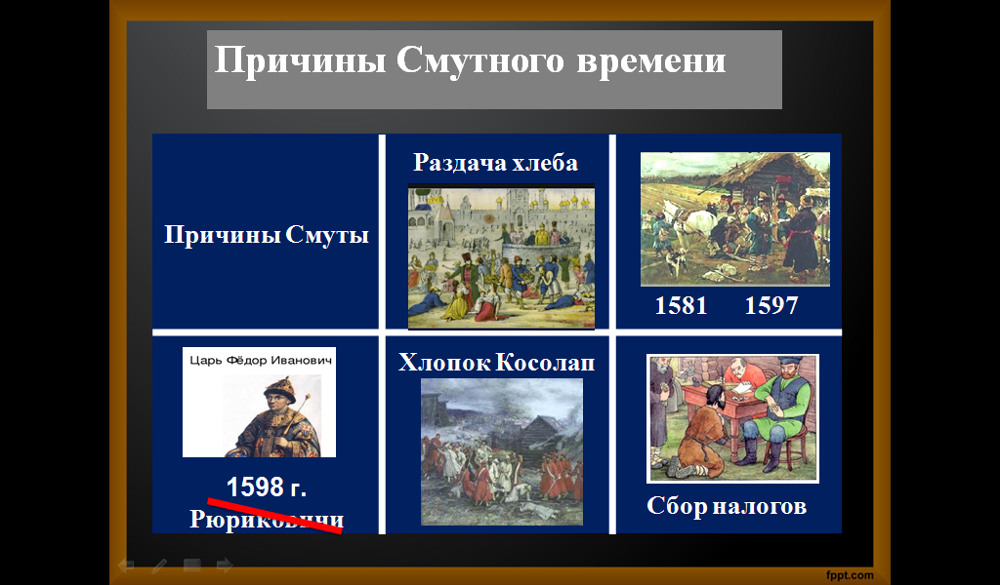 Причины Смутного времени
Причины Смуты
Раздача хлеба
1581 1597
Царь Фёдор Иванович
1598 г.
Рюриковичи
Хлопок Косолап
Сбор налогов
fppt.com